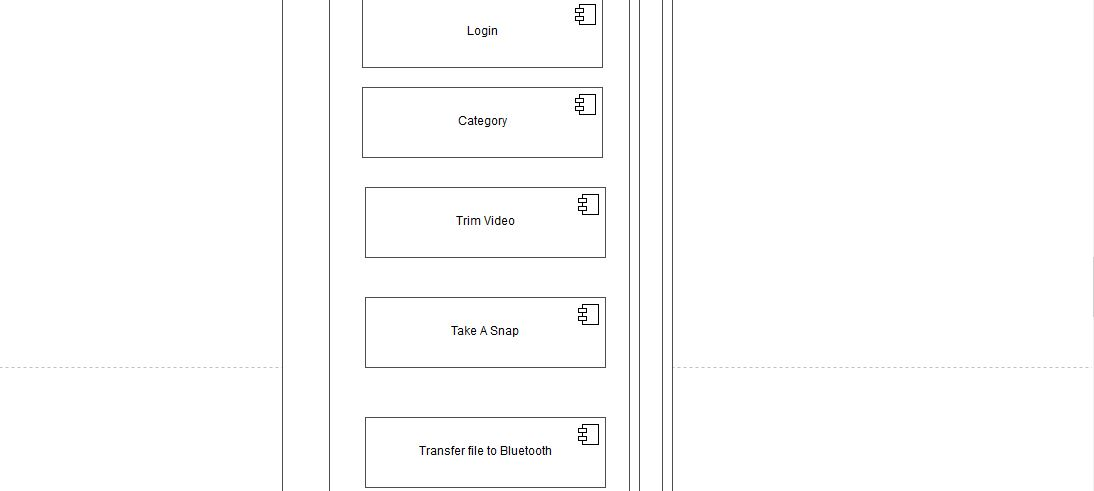 Login
Category
Trim Video
Take A Snap
Transfer file to Bluetooth